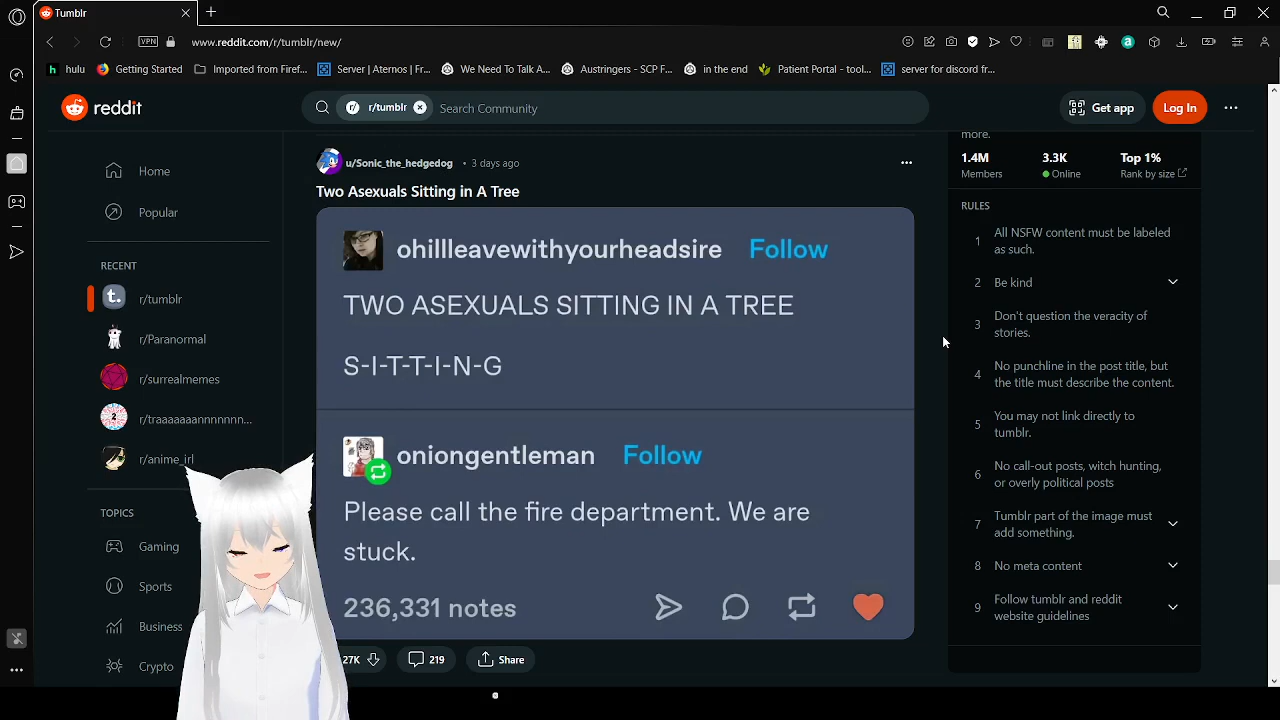 Tumblr
www.reddit.com/r/tumblr/new/
VPN
hulu
Getting Started
Imported from Firef...
Server | Aternos | Fr...
We Need To Talk A...
Austringers - SCP F...
in the end
Patient Portal - tool...
server for discord fr...
reddit
r/tumblr
Search Community
Get app
Log In
Home
Popular
RECENT
r/tumblr
r/Paranormal
r/surrealmemes
r/traaaaaaannnnnnn...
r/anime_irl
TOPICS
Gaming
Sports
Business
Crypto
u/Sonic_the_hedgedog
• 3 days ago
Two Asexuals Sitting in A Tree
ohillleavewithyourheadsire Follow
TWO ASEXUALS SITTING IN A TREE
S-I-T-T-I-N-G
oniongentleman Follow
Please call the fire department. We are
stuck.
236,331 notes
27K
219
Share
more.
1.4M 3.3K Top 1%
Members Online Rank by size
RULES
1 All NSFW content must be labeled
as such.
2 Be kind
3 Don't question the veracity of
stories.
4 No punchline in the post title, but
the title must describe the content.
5 You may not link directly to
tumblr.
6 No call-out posts, witch hunting,
or overly political posts
7 Tumblr part of the image must
add something.
8 No meta content
9 Follow tumblr and reddit
website guidelines